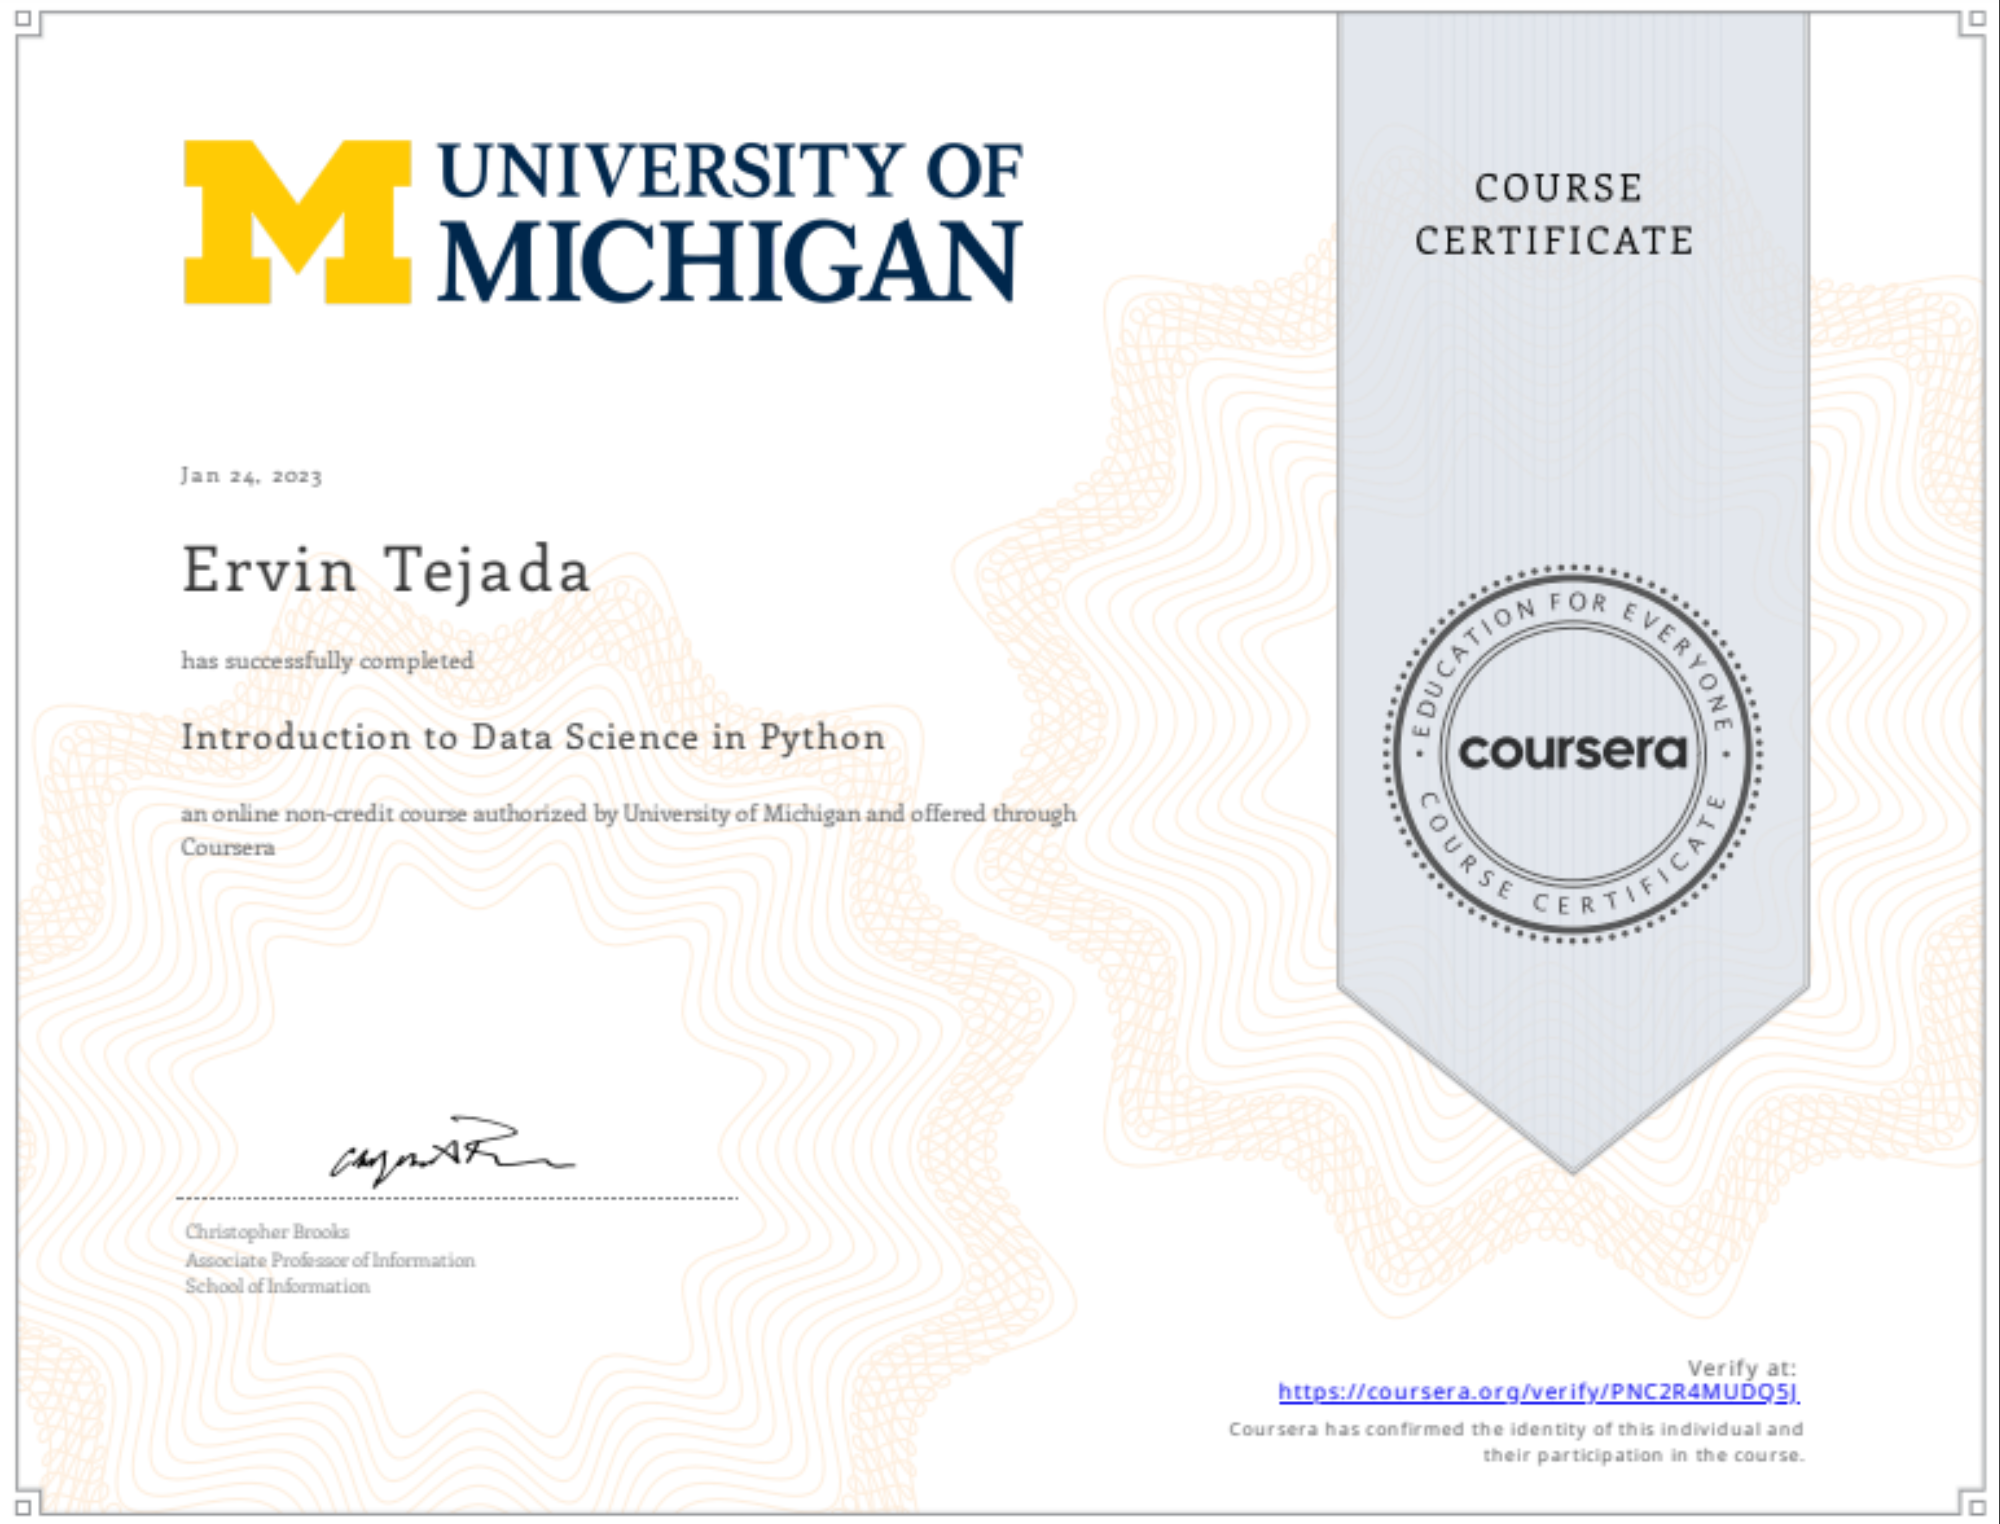 UNIVERSITY OF
MICHIGAN
COURSE
CERTIFICATE
Jan 24, 2023
Ervin Tejada
has successfully completed
Introduction to Data Science in Python
an online non-credit course authorized by University of Michigan and offered through
Coursera
EDUCATION FOR EVERYONE
coursera
COURSE CERTIFICATE
Christopher Brooks
Associate Professor of Information
School of Information
Verify at:
https://coursera.org/verify/PNC2R4MUDQ5J
Coursera has confirmed the identity of this individual and
their participation in the course.